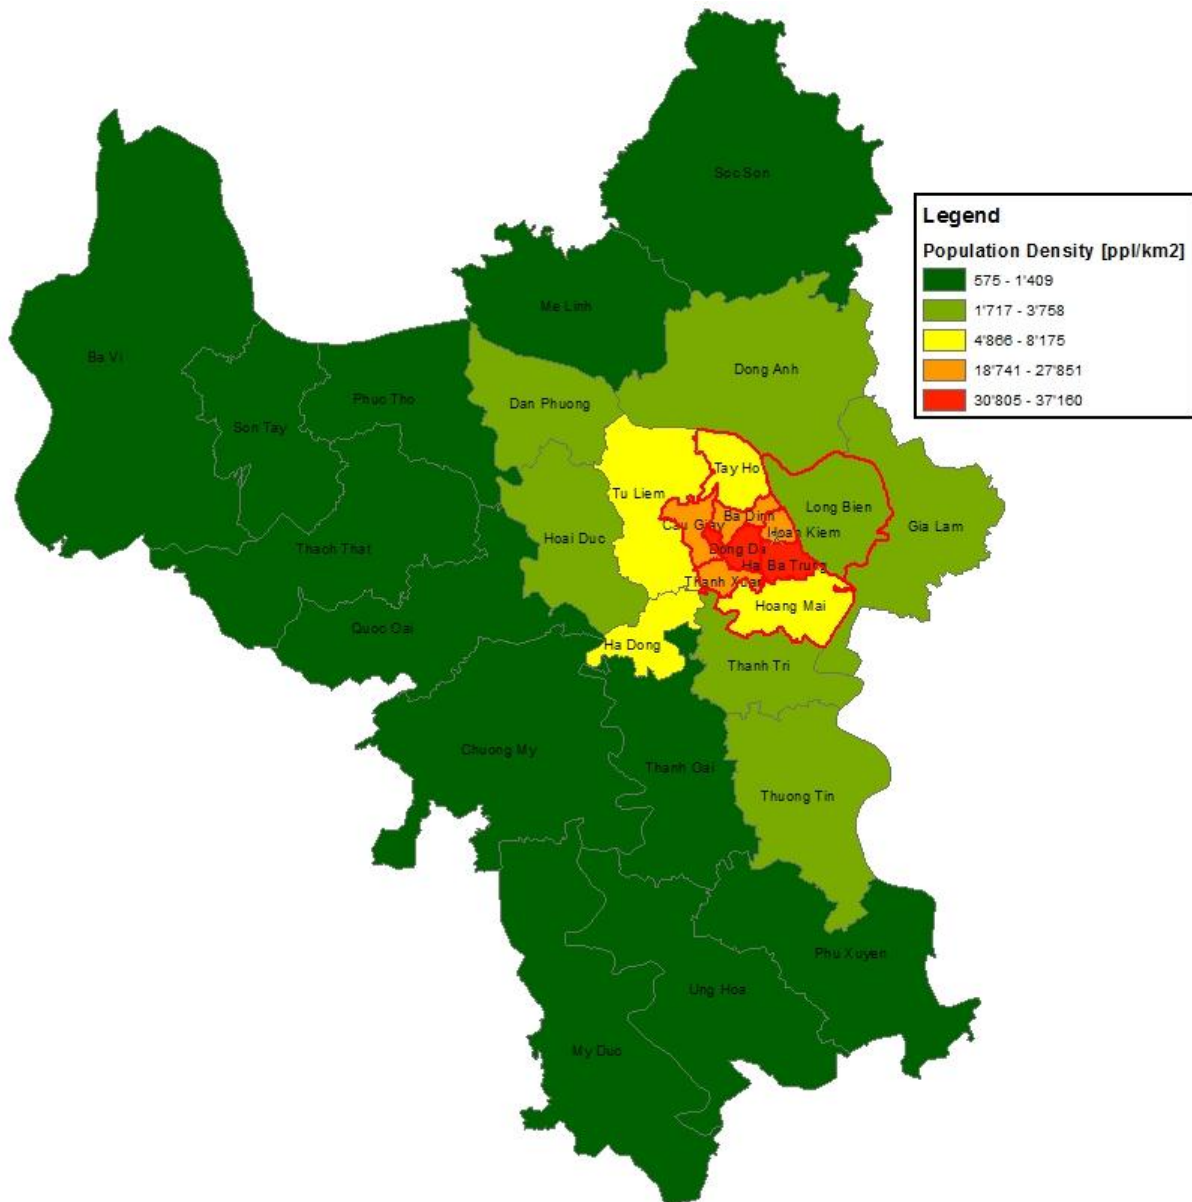 Soc Son
Legend
Population Density [ppl/km2]
575 - 1'409
1'717 - 3'758
4'866 - 8'175
18'741 - 27'851
30'805 - 37'160
Me Linh
Ba Vi
Dong Anh
Phuc Tho
Dan Phuong
Son Tay
Tay Ho
Tu Liem
Long Bien
Ba Dinh
Cau Giay
Gia Lam
Hoan Kiem
Hoai Duc
Dong Da
Thach That
Hai Ba Trung
Thanh Xuan
Hoang Mai
Quoc Oai
Ha Dong
Thanh Tri
Chuong My
Thanh Oai
Thuong Tin
Phu Xuyen
Ung Hoa
My Duc